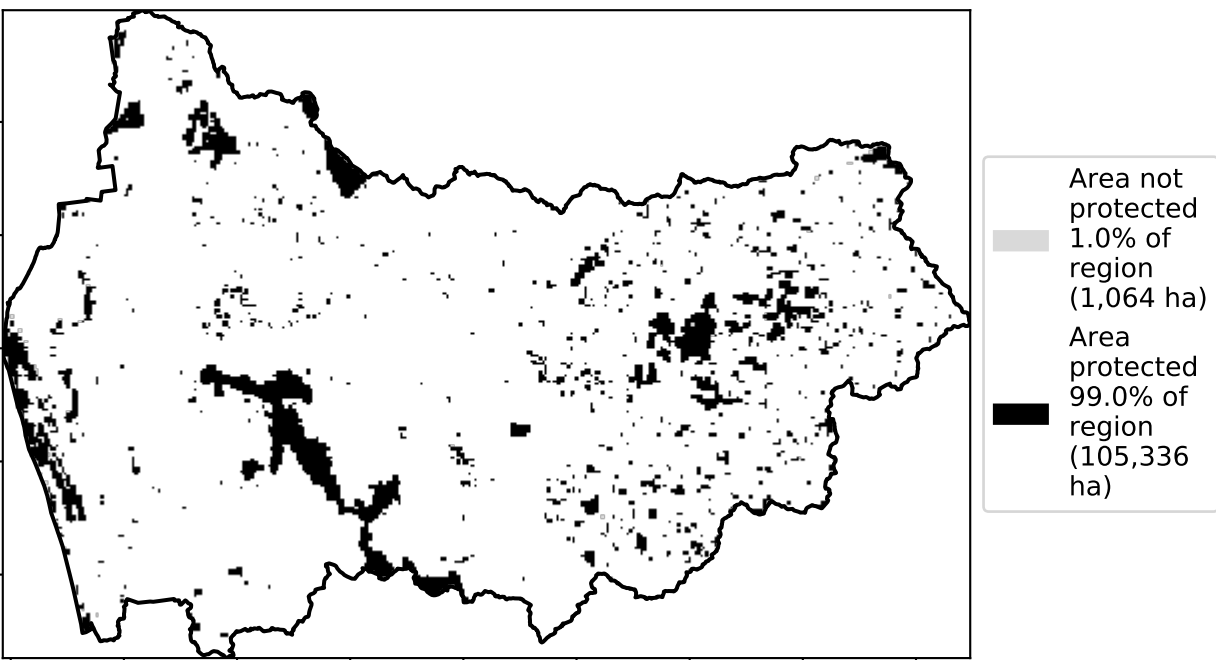 Area not
protected
1.0% of
region
(1,064 ha)
Area
protected
99.0% of
region
(105,336
ha)